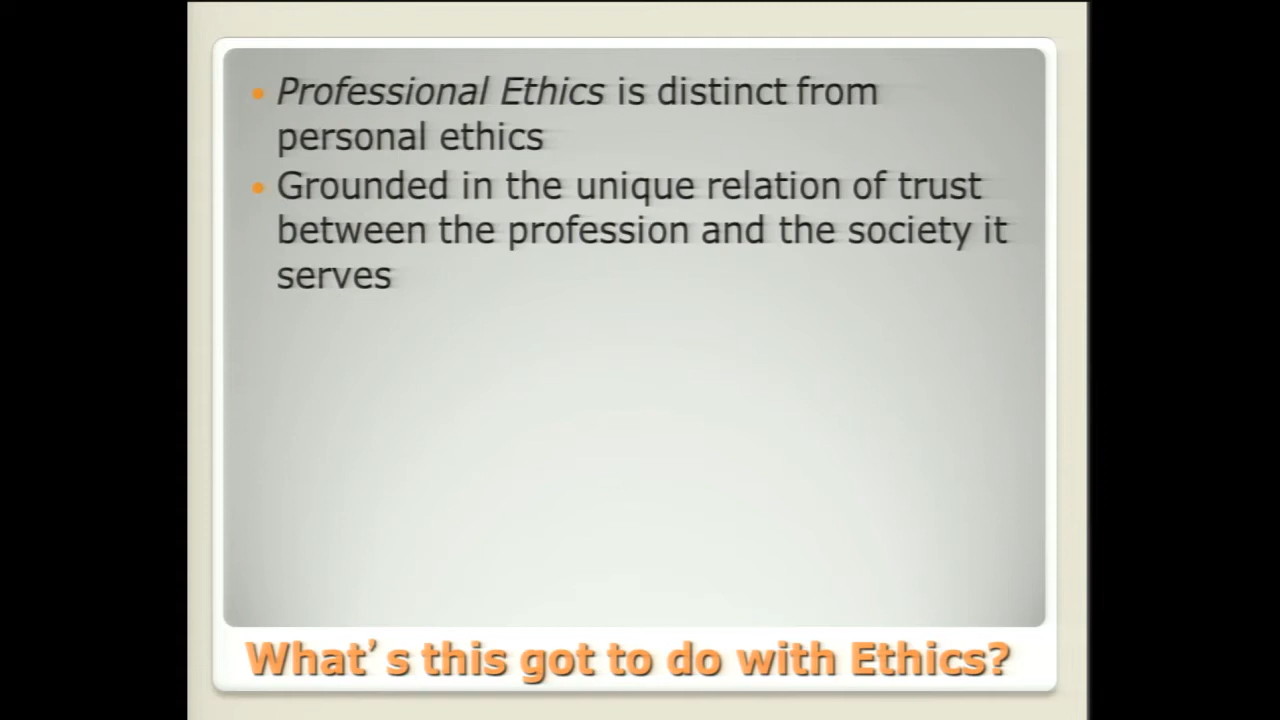 • Professional Ethics is distinct from
personal ethics
• Grounded in the unique relation of trust
between the profession and the society it
serves
What's this got to do with Ethics?